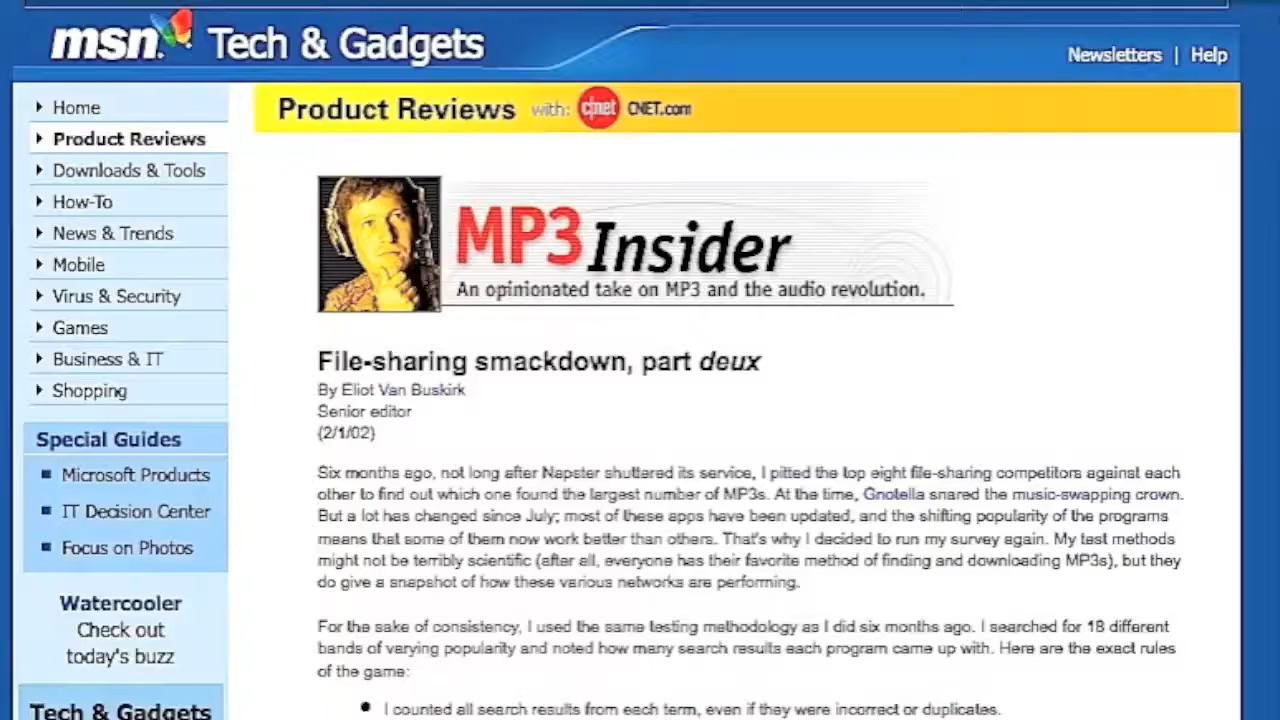 msn Tech & Gadgets
Newsletters | Help
Home
Product Reviews
Downloads & Tools
How-To
News & Trends
Mobile
Virus & Security
Games
Business & IT
Shopping
Special Guides
Microsoft Products
IT Decision Center
Focus on Photos
Watercooler
Check out
today's buzz
Tech & Gadgets
Product Reviews with: c|net CNET.com
MP3 Insider
An opinionated take on MP3 and the audio revolution.
File-sharing smackdown, part deux
By Eliot Van Buskirk
Senior editor
(2/1/02)
Six months ago, not long after Napster shuttered its service, I pitted the top eight file-sharing competitors against each
other to find out which one found the largest number of MP3s. At the time, Gnotella snared the music-swapping crown.
But a lot has changed since July; most of these apps have been updated, and the shifting popularity of the programs
means that some of them now work better than others. That's why I decided to run my survey again. My test methods
might not be terribly scientific (after all, everyone has their favorite method of finding and downloading MP3s), but they
do give a snapshot of how these various networks are performing.
For the sake of consistency, I used the same testing methodology as I did six months ago. I searched for 18 different
bands of varying popularity and noted how many search results each program came up with. Here are the exact rules
of the game:
• I counted all search results from each term, even if they were incorrect or duplicates.